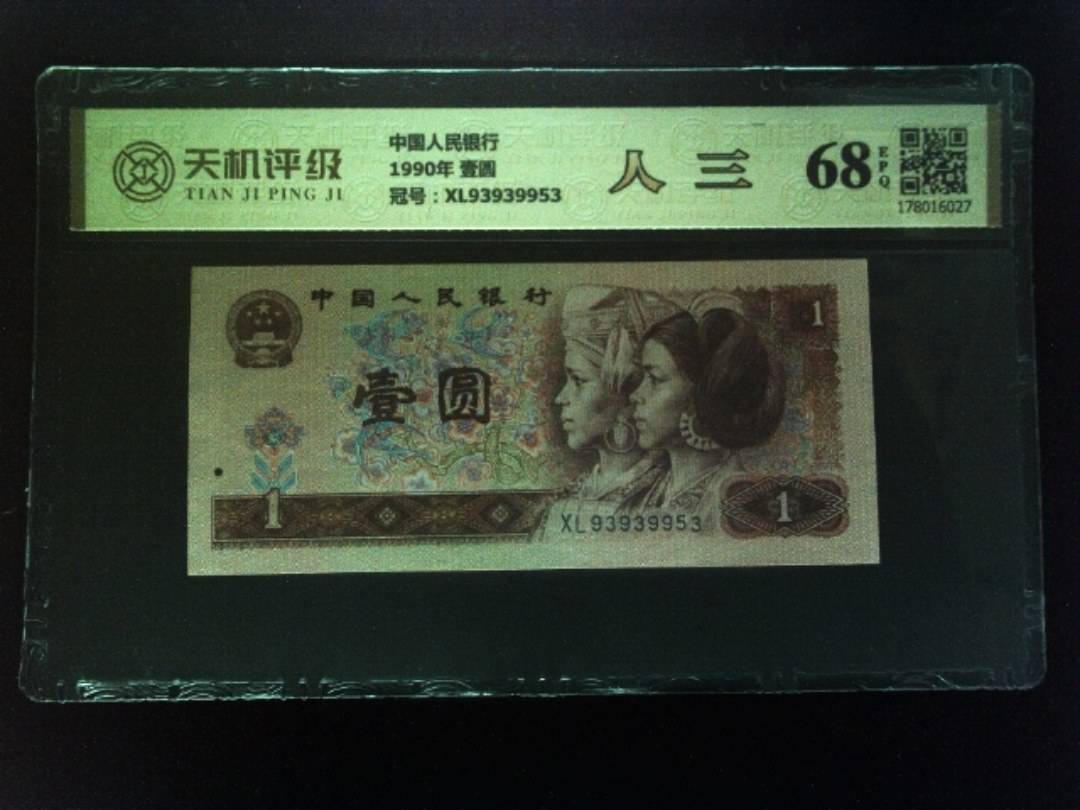 天机评级
TIAN JI PING JI
中国人民银行
1990年 壹圆
冠号：XL93939953
人 三
68
EPQ
178016027
中国人民银行
1
壹圆
1
XL 93939953
1